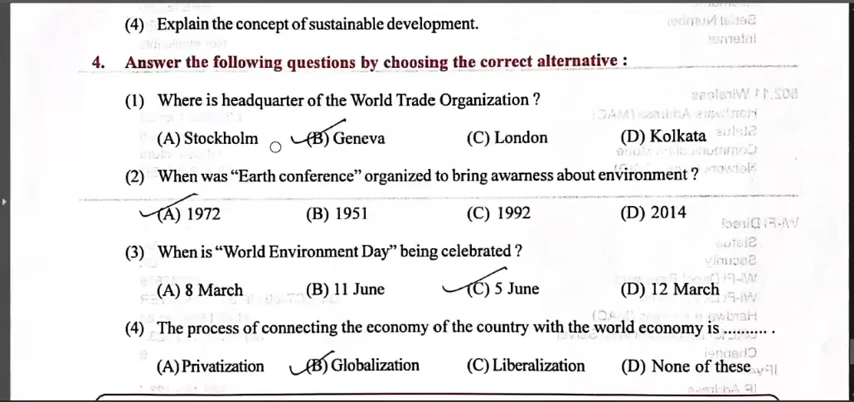 (4) Explain the concept of sustainable development.
4. Answer the following questions by choosing the correct alternative :
(1) Where is headquarter of the World Trade Organization ?
(A) Stockholm (B) Geneva (C) London (D) Kolkata
(2) When was “Earth conference” organized to bring awarness about environment ?
(A) 1972 (B) 1951 (C) 1992 (D) 2014
(3) When is “World Environment Day” being celebrated ?
(A) 8 March (B) 11 June (C) 5 June (D) 12 March
(4) The process of connecting the economy of the country with the world economy is .......... .
(A) Privatization (B) Globalization (C) Liberalization (D) None of these